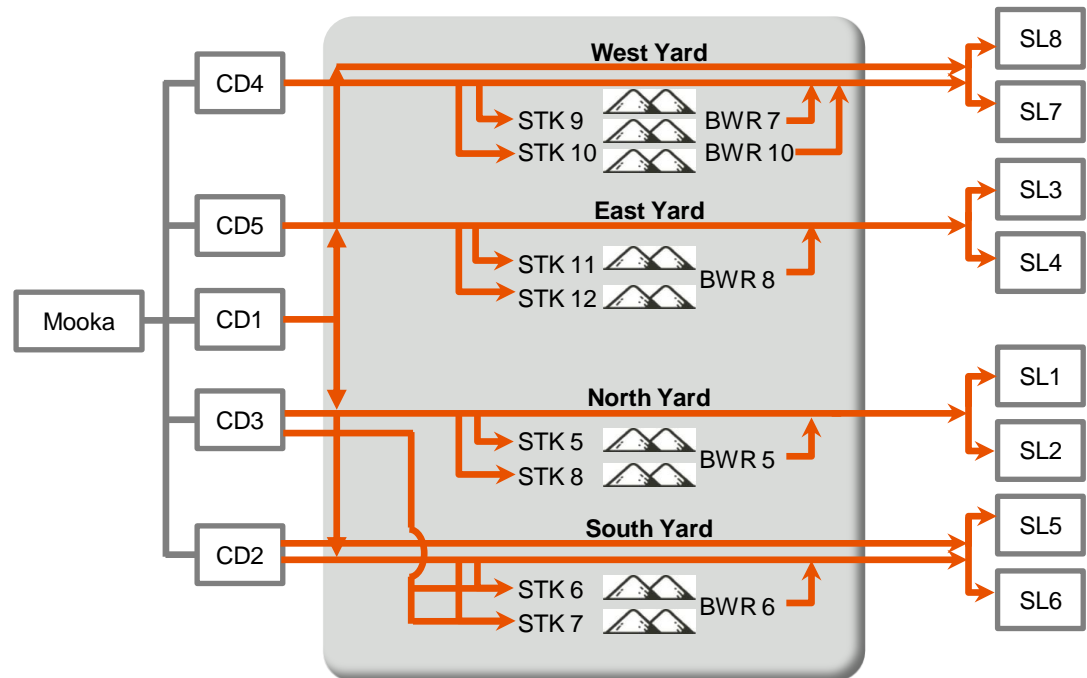 West Yard
SL8
CD4
STK 9
BWR 7
SL7
STK 10
BWR 10
SL3
East Yard
CD5
STK 11
BWR 8
SL4
STK 12
Mooka
CD1
SL1
North Yard
CD3
STK 5
BWR 5
SL2
STK 8
SL5
South Yard
CD2
STK 6
BWR 6
SL6
STK 7